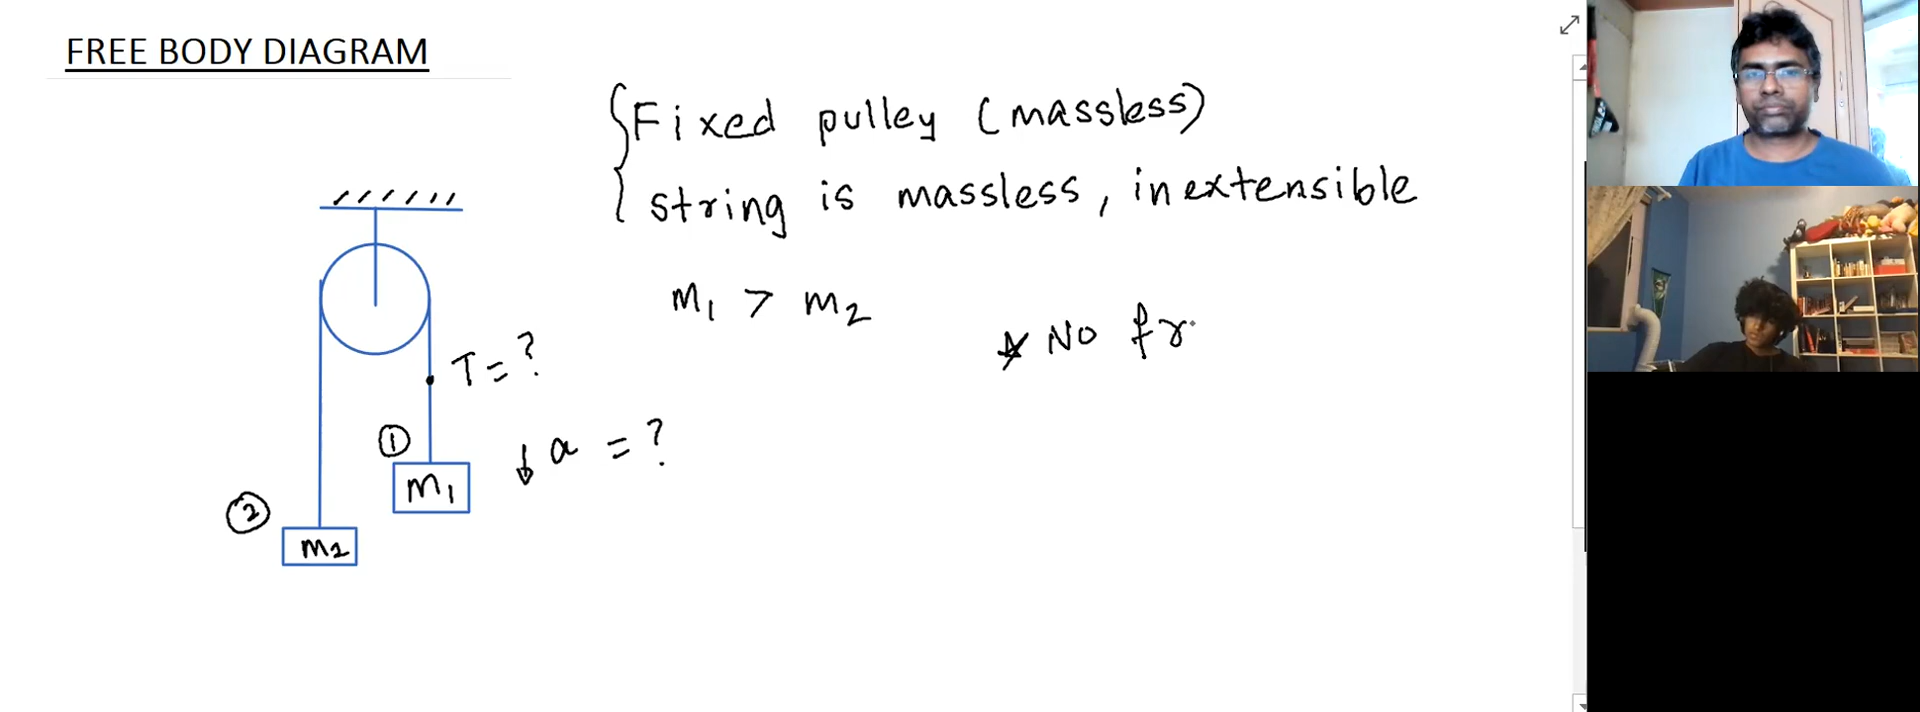 FREE BODY DIAGRAM
Fixed pulley (massless)
string is massless, inextensible
m1 > m2
* No fr
T = ?
↓ a = ?
1
m1
2
m2